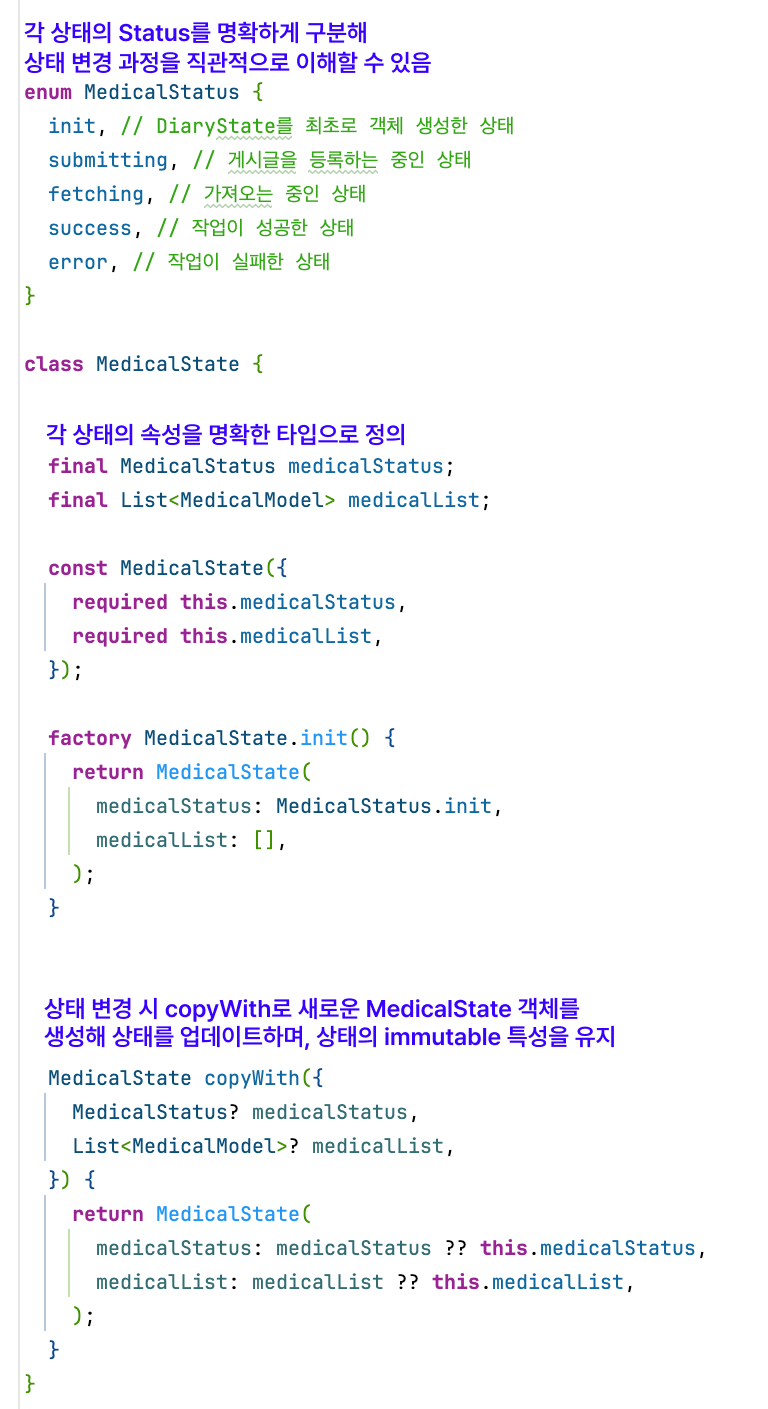 각 상태의 Status를 명확하게 구분해
상태 변경 과정을 직관적으로 이해할 수 있음
enum MedicalStatus {
  init, // DiaryState를 최초로 객체 생성한 상태
  submitting, // 게시글을 등록하는 중인 상태
  fetching, // 가져오는 중인 상태
  success, // 작업이 성공한 상태
  error, // 작업이 실패한 상태
}
class MedicalState {
  각 상태의 속성을 명확한 타입으로 정의
  final MedicalStatus medicalStatus;
  final List<MedicalModel> medicalList;
  const MedicalState({
    required this.medicalStatus,
    required this.medicalList,
  });
  factory MedicalState.init() {
    return MedicalState(
      medicalStatus: MedicalStatus.init,
      medicalList: [],
    );
  }
  상태 변경 시 copyWith로 새로운 MedicalState 객체를
  생성해 상태를 업데이트하며, 상태의 immutable 특성을 유지
  MedicalState copyWith({
    MedicalStatus? medicalStatus,
    List<MedicalModel>? medicalList,
  }) {
    return MedicalState(
      medicalStatus: medicalStatus ?? this.medicalStatus,
      medicalList: medicalList ?? this.medicalList,
    );
  }
}